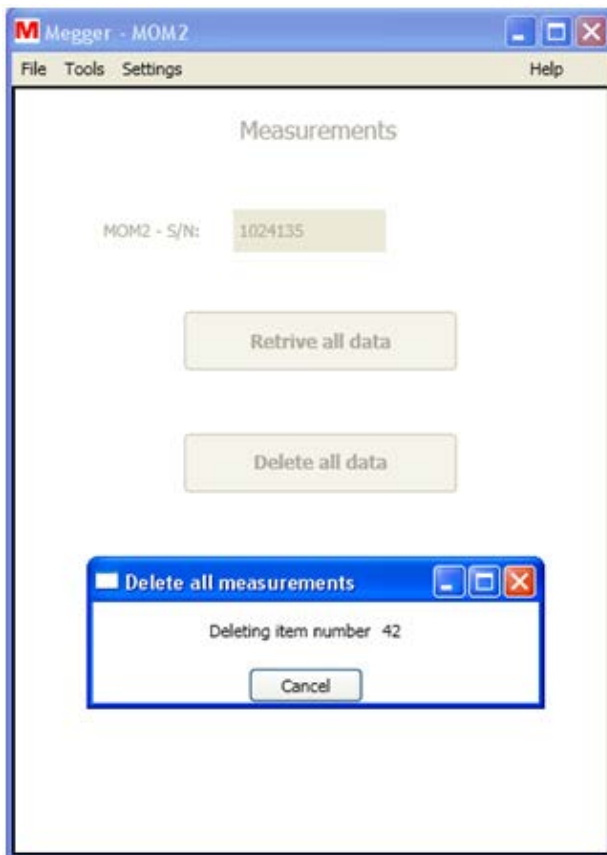 M Megger - MOM2
File Tools Settings Help
Measurements
MOM2 - S/N: 1024135
Retrive all data
Delete all data
Delete all measurements
Deleting item number 42
Cancel